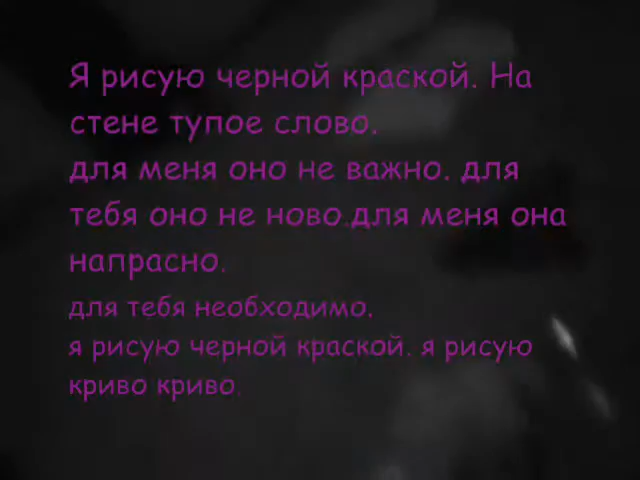 Я рисую черной краской. На
стене тупое слово.
для меня оно не важно. для
тебя оно не ново.для меня она
напрасно.
для тебя необходимо.
я рисую черной краской. я рисую
криво криво.